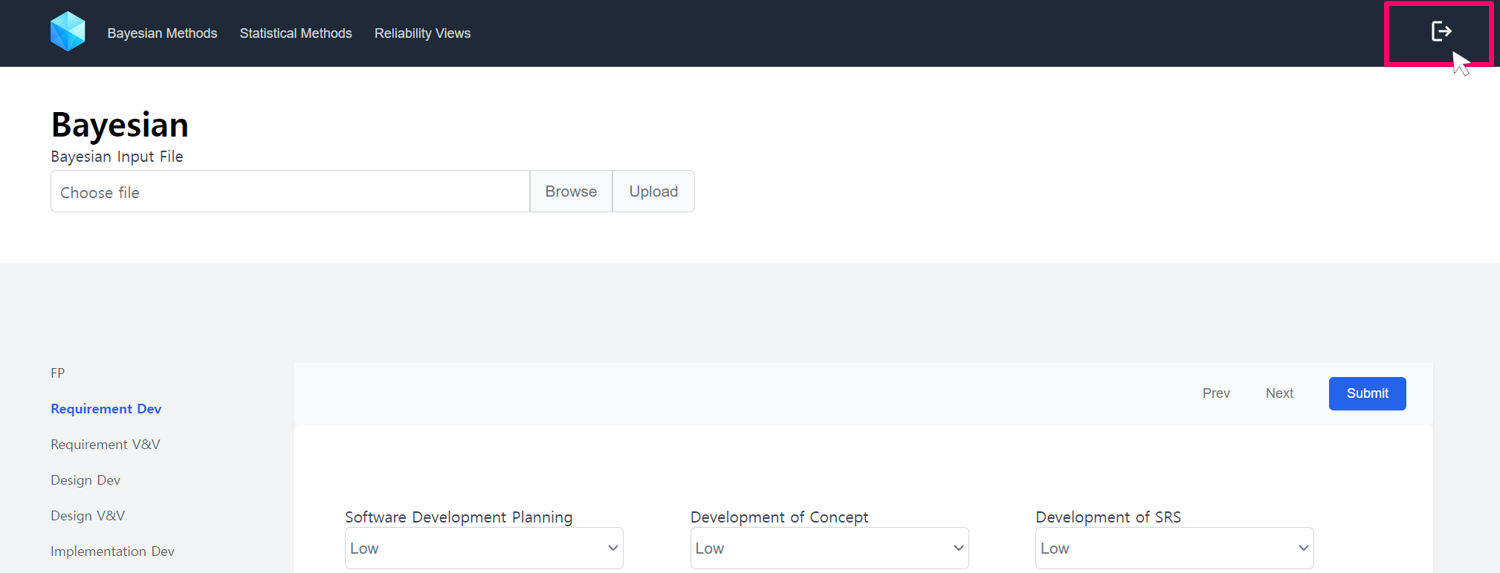 Bayesian Methods Statistical Methods Reliability Views
Bayesian
Bayesian Input File
Choose file Browse Upload
FP
Requirement Dev
Requirement V&V
Design Dev
Design V&V
Implementation Dev
Prev Next Submit
Software Development Planning Development of Concept Development of SRS
Low Low Low